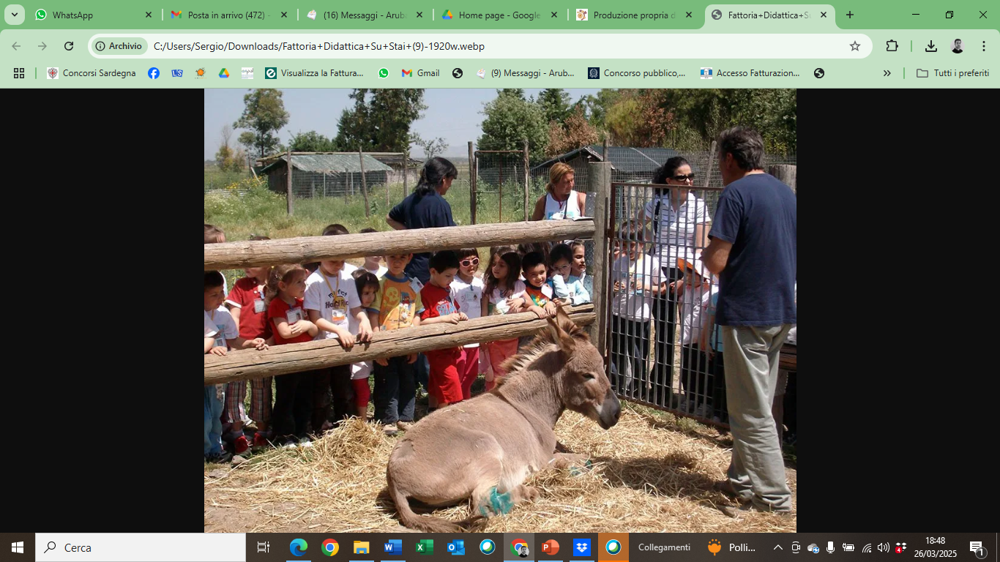 WhatsApp
Posta in arrivo (472) -
(16) Messaggi - Arub
Home page - Google
Produzione propria d
Fattoria+Didattica+Su
Archivio
C:/Users/Sergio/Downloads/Fattoria+Didattica+Su+Stai+(9)-1920w.webp
Concorsi Sardegna
Visualizza la Fattura...
Gmail
(9) Messaggi - Arub...
Concorso pubblico,...
Accesso Fatturazion...
Tutti i preferiti
Cerca
Collegamenti
Polli...
18:48
26/03/2025
1